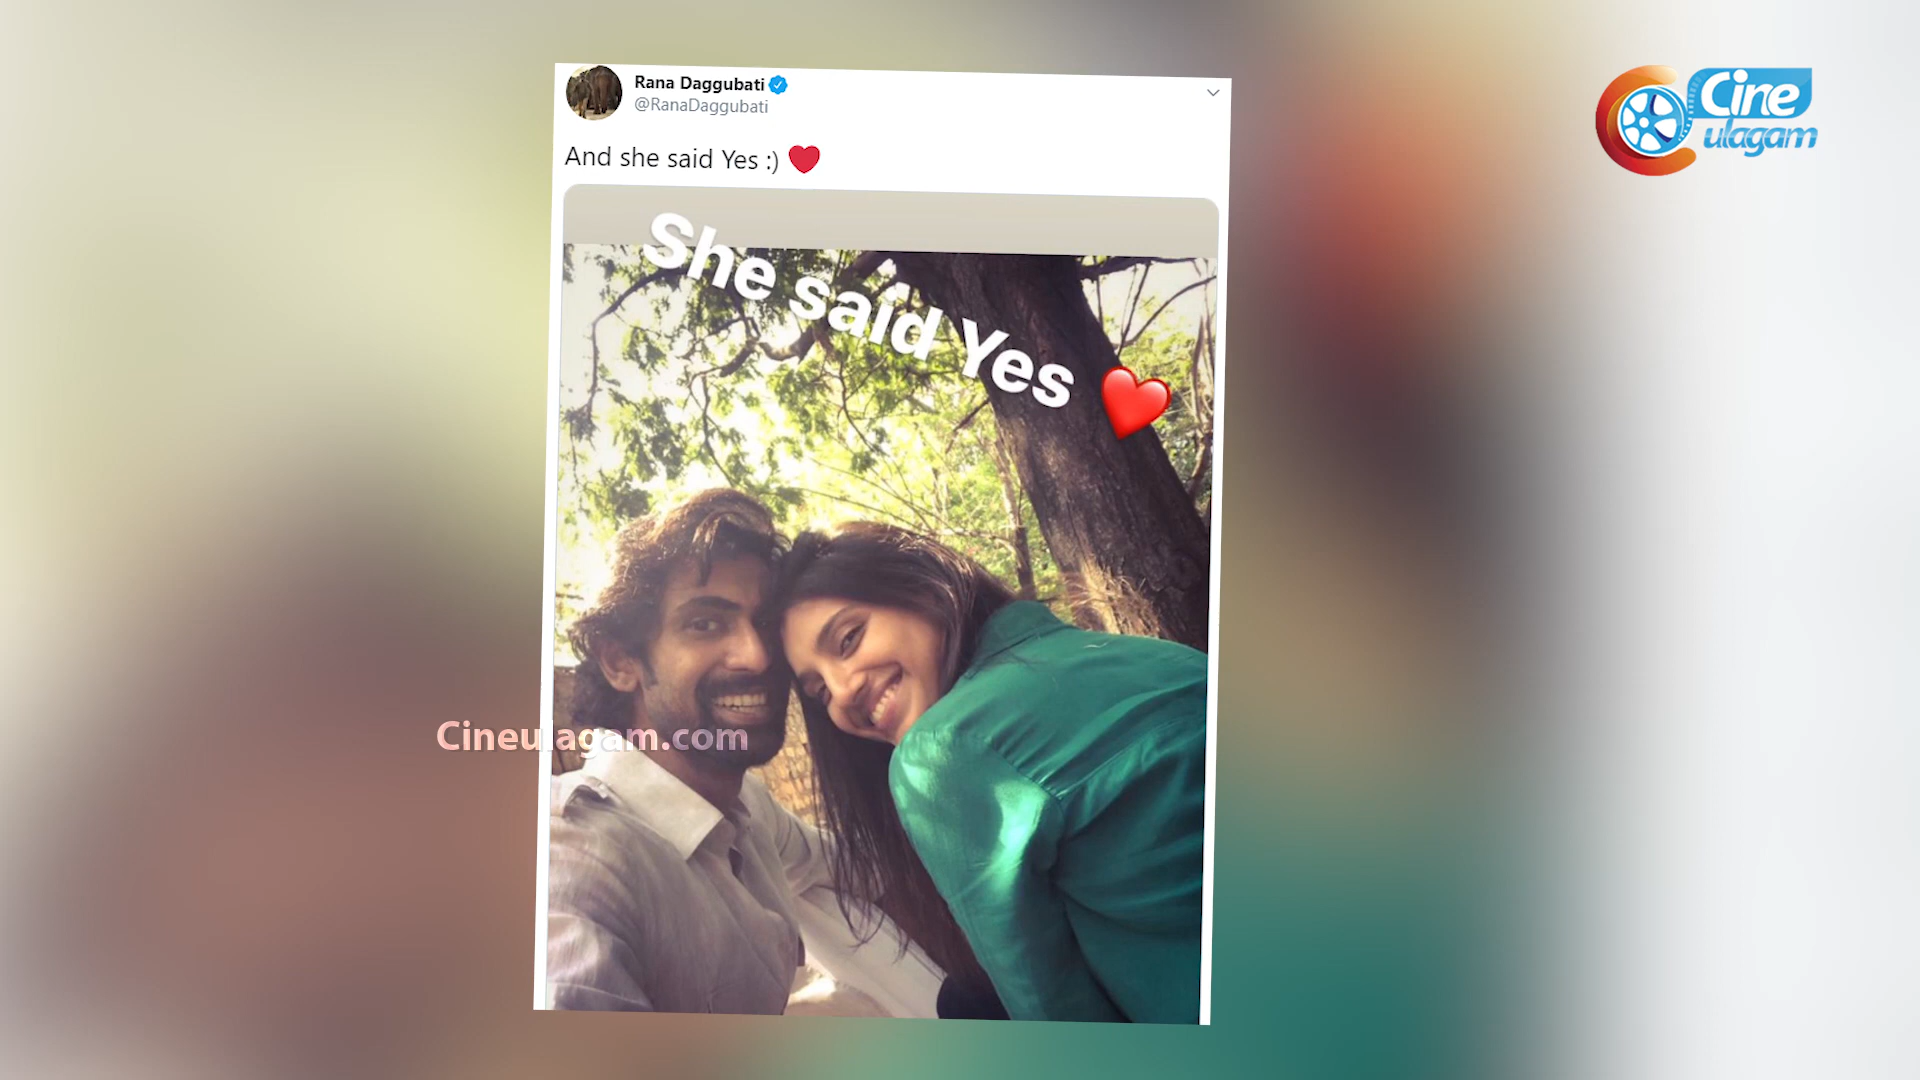 Rana Daggubati
@RanaDaggubati
And she said Yes :) ❤️
She said Yes ❤️
Cineulagam.com
Cine
ulagam